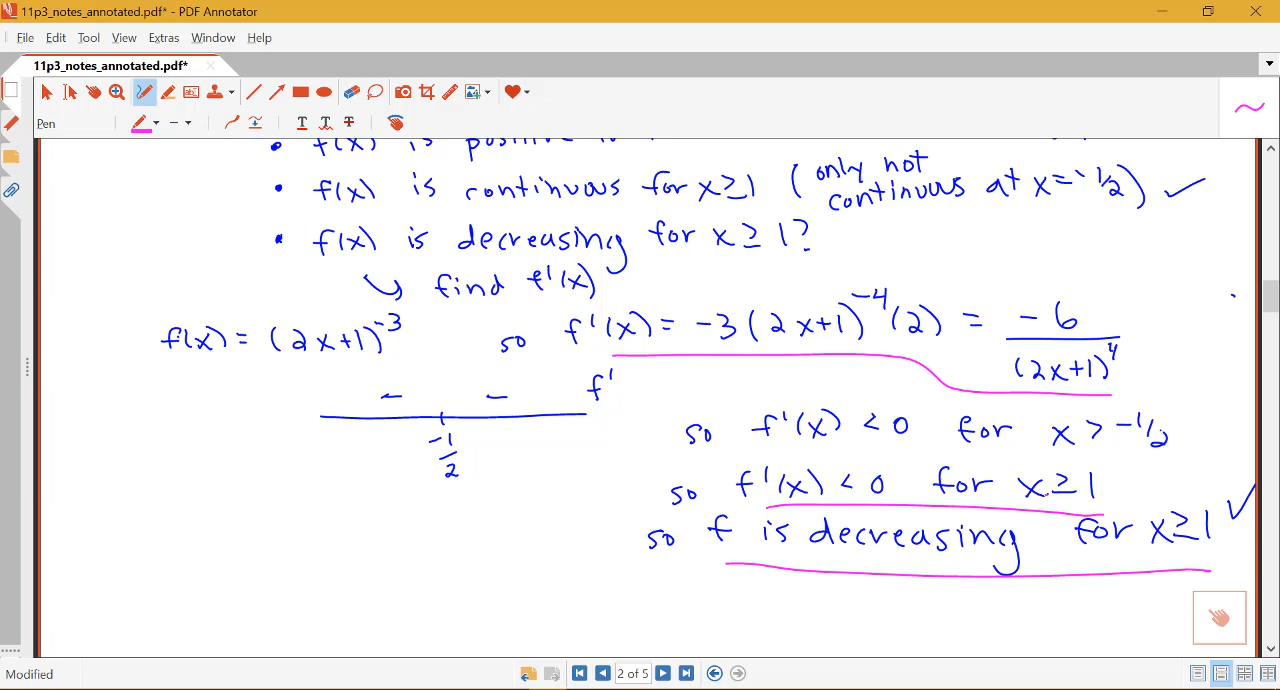 11p3_notes_annotated.pdf* - PDF Annotator
File Edit Tool View Extras Window Help
11p3_notes_annotated.pdf*
Pen
• f(x) is positive
• f(x) is continuous for x≥1 (only not continuous at x=-1/2) ✓
• f(x) is decreasing for x≥1?
↳ find f'(x)
f(x) = (2x+1)^-3 so f'(x) = -3(2x+1)^-4 (2) = -6/(2x+1)^4
- - f'
-1/2
so f'(x) < 0 for x > -1/2
so f'(x) < 0 for x≥1
so f is decreasing for x≥1 ✓
Modified
2 of 5